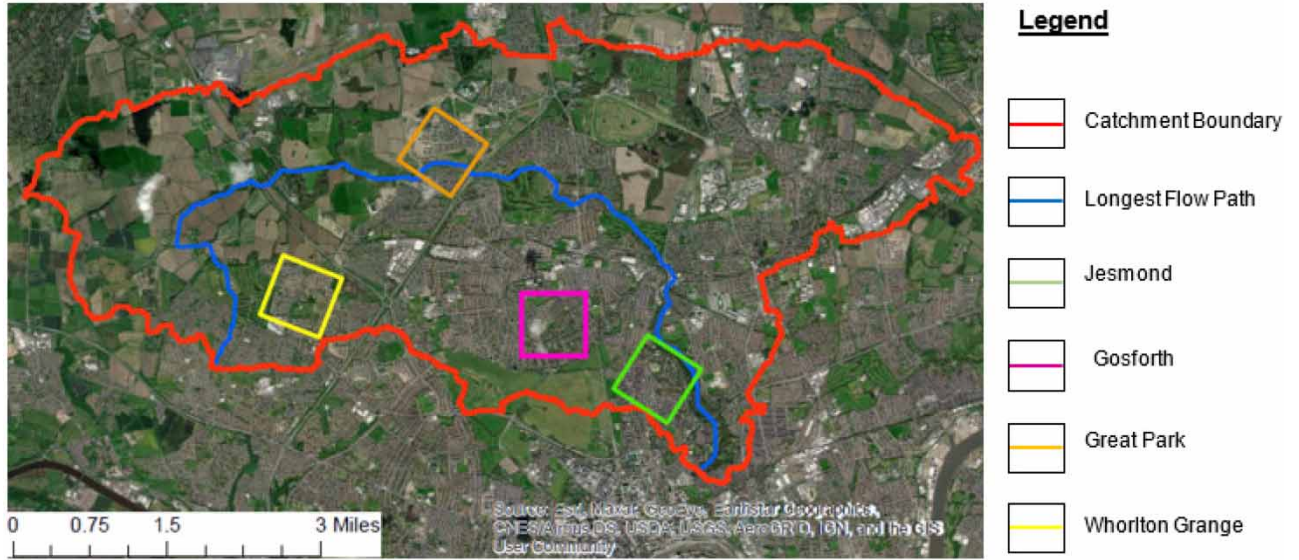 Legend
Catchment Boundary
Longest Flow Path
Jesmond
Gosforth
Great Park
Whorlton Grange
0 0.75 1.5 3 Miles
Source: Esri, Maxar, GeoEye, Earthstar Geographics,
CNES/Airbus DS, USDA, USGS, AeroGRID, IGN, and the GIS
User Community